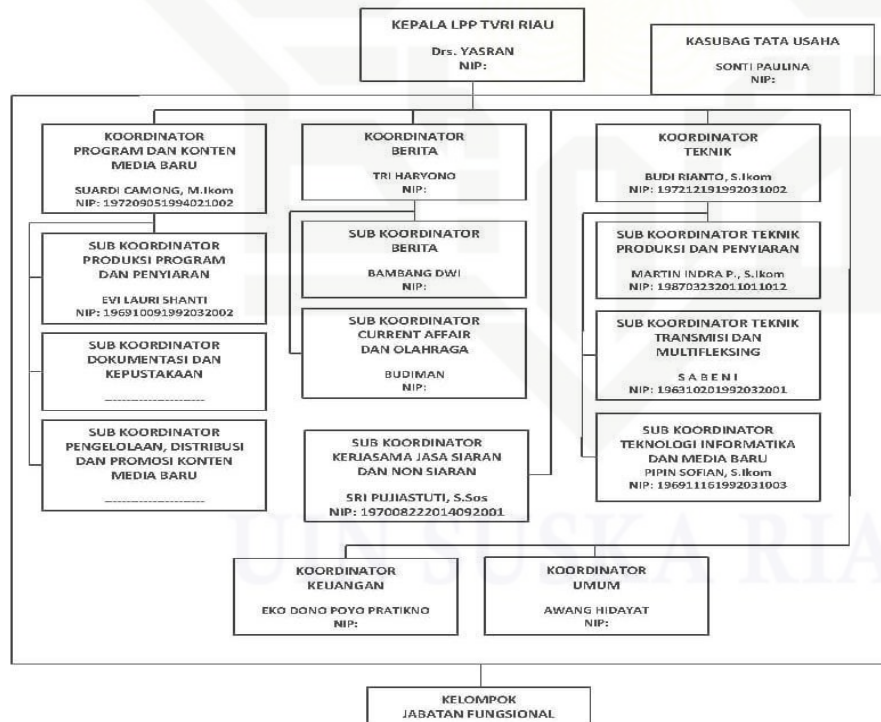 KEPALA LPP TVRI RIAU
Drs. YASRAN
NIP:
KASUBAG TATA USAHA
SONTI PAULINA
NIP:
KOORDINATOR
PROGRAM DAN KONTEN
MEDIA BARU
SUARDI CAMONG, M.Ikom
NIP: 197209051994021002
KOORDINATOR
BERITA
TRI HARYONO
NIP:
KOORDINATOR
TEKNIK
BUDI RIANTO, S.Ikom
NIP: 197212191992031002
SUB KOORDINATOR
PRODUKSI PROGRAM
DAN PENYIARAN
EVI LAURI SHANTI
NIP: 196910091992032002
SUB KOORDINATOR
BERITA
BAMBANG DWI
NIP:
SUB KOORDINATOR TEKNIK
PRODUKSI DAN PENYIARAN
MARTIN INDRA P., S.Ikom
NIP: 198703232011011012
SUB KOORDINATOR
DOKUMENTASI DAN
KEPUSTAKAAN
-----------------------
SUB KOORDINATOR
CURRENT AFFAIR
DAN OLAHRAGA
BUDIMAN
NIP:
SUB KOORDINATOR TEKNIK
TRANSMISI DAN
MULTIFLEKSING
S A B E N I
NIP: 196310201992032001
SUB KOORDINATOR
PENGELOLAAN, DISTRIBUSI
DAN PROMOSI KONTEN
MEDIA BARU
-----------------------
SUB KOORDINATOR
KERJASAMA JASA SIARAN
DAN NON SIARAN
SRI PUJIASTUTI, S.Sos
NIP: 197008222014092001
SUB KOORDINATOR
TEKNOLOGI INFORMATIKA
DAN MEDIA BARU
PIPIN SOFIAN, S.Ikom
NIP: 196911161992031003
UIN SUSKA RIA
KOORDINATOR
KEUANGAN
EKO DONO POYO PRATIKNO
NIP:
KOORDINATOR
UMUM
AWANG HIDAYAT
NIP:
KELOMPOK
JABATAN FUNGSIONAL